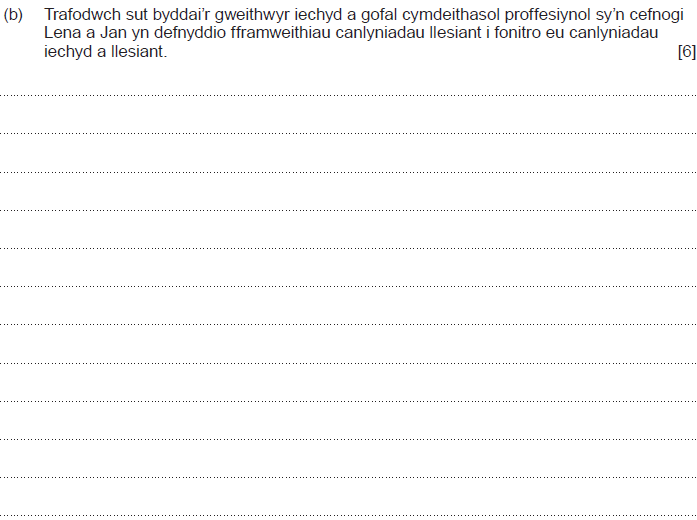 (b) Trafodwch sut byddai'r gweithwyr iechyd a gofal cymdeithasol proffesiynol sy'n cefnogi
Lena a Jan yn defnyddio fframweithiau canlyniadau llesiant i fonitro eu canlyniadau
iechyd a llesiant. [6]